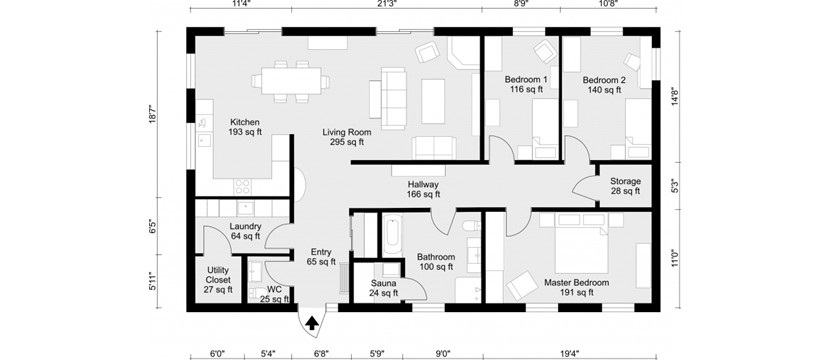 11'4"
21'3"
8'9"
10'8"
18'7"
6'5"
5'11"
14'8"
5'3"
11'0"
Kitchen
193 sq ft
Living Room
295 sq ft
Bedroom 1
116 sq ft
Bedroom 2
140 sq ft
Hallway
166 sq ft
Storage
28 sq ft
Laundry
64 sq ft
Entry
65 sq ft
Bathroom
100 sq ft
Utility
Closet
27 sq ft
WC
25 sq ft
Sauna
24 sq ft
Master Bedroom
191 sq ft
6'0"
5'4"
6'8"
5'9"
9'0"
19'4"